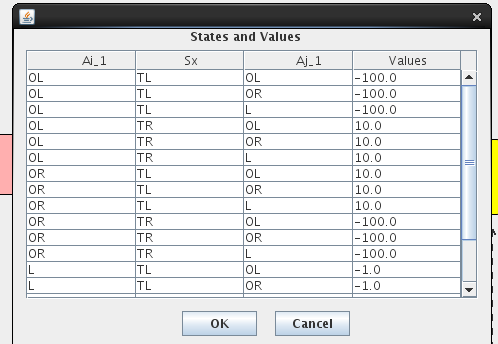 States and Values
Ai_1 Sx Aj_1 Values
OL TL OL -100.0
OL TL OR -100.0
OL TL L -100.0
OL TR OL 10.0
OL TR OR 10.0
OL TR L 10.0
OR TL OL 10.0
OR TL OR 10.0
OR TL L 10.0
OR TR OL -100.0
OR TR OR -100.0
OR TR L -100.0
L TL OL -1.0
L TL OR -1.0
OK Cancel